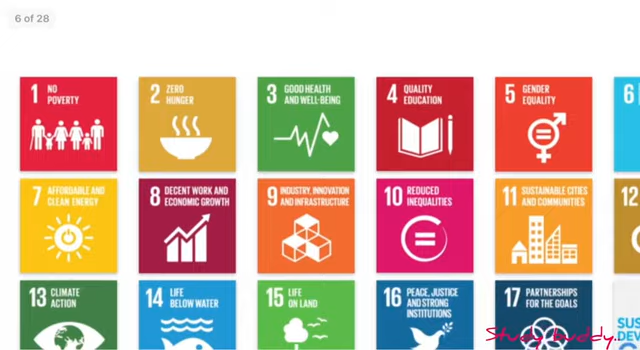 6 of 28
1 NO
POVERTY
2 ZERO
HUNGER
3 GOOD HEALTH
AND WELL-BEING
4 QUALITY
EDUCATION
5 GENDER
EQUALITY
6
7 AFFORDABLE AND
CLEAN ENERGY
8 DECENT WORK AND
ECONOMIC GROWTH
9 INDUSTRY, INNOVATION
AND INFRASTRUCTURE
10 REDUCED
INEQUALITIES
11 SUSTAINABLE CITIES
AND COMMUNITIES
12
13 CLIMATE
ACTION
14 LIFE
BELOW WATER
15 LIFE
ON LAND
16 PEACE, JUSTICE
AND STRONG
INSTITUTIONS
17 PARTNERSHIPS
FOR THE GOALS
SUS
DEV
Study buddy.